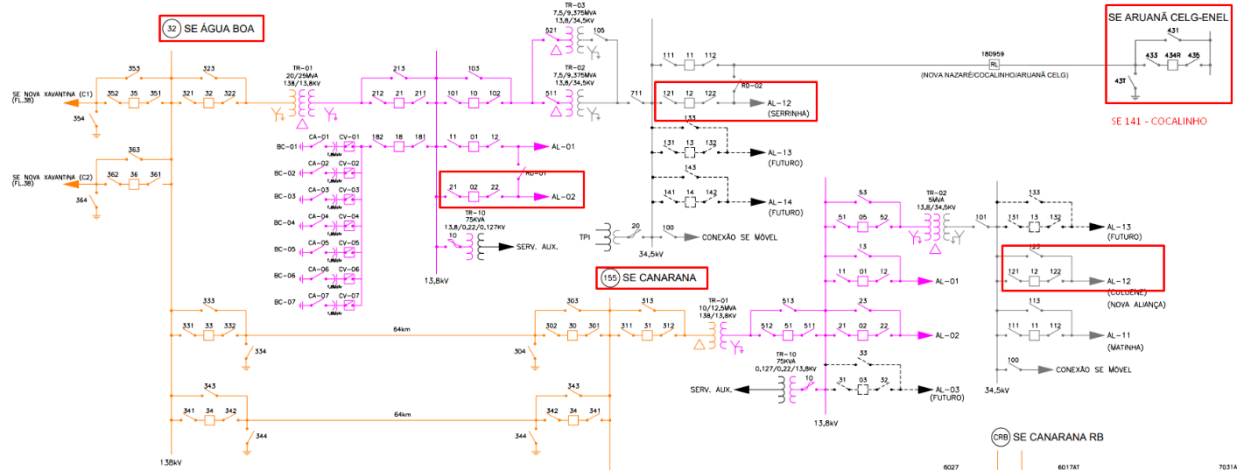 32 SE ÁGUA BOA
SE ARUANÃ CELG-ENEL
431
433 434R 435
43T
SE 141 - COCALINHO
TR-03
7,5/9,375MVA
13,8/34,5KV
521
105
TR-02
7,5/9,375MVA
13,8/34,5KV
511
711
111 11 112
180959
RL
(NOVA NAZARÉ/COCALINHO/ARUANÃ CELG)
RD-02
121 12 122
AL-12
(SERRINHA)
133
131 13 132
AL-13
(FUTURO)
143
141 14 142
AL-14
(FUTURO)
TPI
20
100
CONEXÃO SE MÓVEL
34,5kV
SE NOVA XAVANTINA (C1)
(FL.38)
353
352 35 351
354
323
321 32 322
TR-01
20/25MVA
138/13,8KV
213
212 21 211
103
101 10 102
SE NOVA XAVANTINA (C2)
(FL.38)
363
362 36 361
364
BC-01 CA-01 CV-01
BC-02 CA-02 CV-02
BC-03 CA-03 CV-03
BC-04 CA-04 CV-04
BC-05 CA-05 CV-05
BC-06 CA-06 CV-06
BC-07 CA-07 CV-07
182 18 181
11 01 12
AL-01
RD-01
21 02 22
AL-02
TR-10
75KVA
13,8/0,22/0,127KV
10
SERV. AUX.
13,8kV
155 SE CANARANA
333
331 33 332
334
64km
303
302 30 301
304
313
311 31 312
TR-01
10/12,5MVA
138/13,8KV
513
512 51 511
343
341 34 342
344
64km
343
342 34 341
344
138kV
53
51 05 52
TR-02
5MVA
13,8/34,5KV
101
133
131 13 132
AL-13
(FUTURO)
13
11 01 12
AL-01
121 12 122
AL-12
(CULUENE)
(NOVA ALIANÇA)
23
21 02 22
AL-02
113
111 11 112
AL-11
(MATINHA)
TR-10
75KVA
0,127/0,22/13,8KV
10
SERV. AUX.
33
31 03 32
AL-03
(FUTURO)
100
CONEXÃO SE MÓVEL
34,5kV
13,8kV
CRB SE CANARANA RB
6027 6017AT 7031A